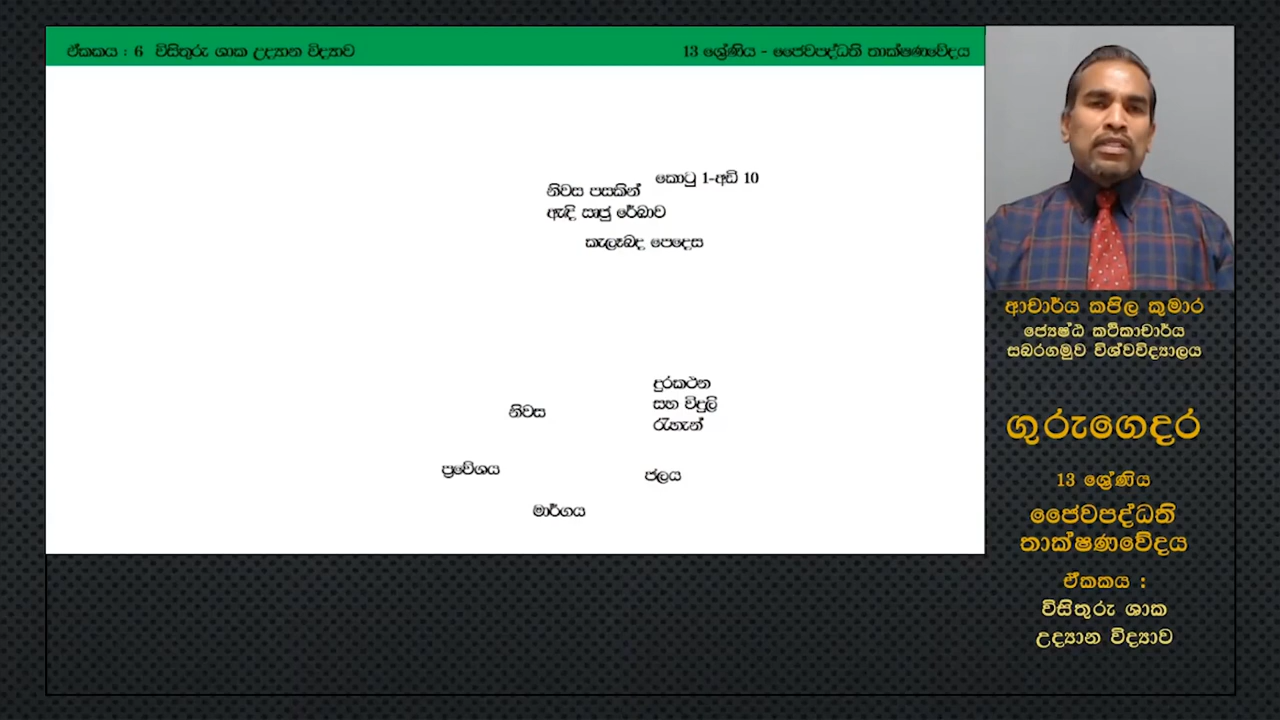 ඒකකය : 6 විසිතුරු ශාක උද්‍යාන විද්‍යාව
13 ශ්‍රේණිය - ජෛවපද්ධති තාක්ෂණවේදය
කොටු 1-අඩි 10
නිවස පසකින්
ඇඳි ඍජු රේඛාව
කැලෑබද පෙදෙස
දුරකථන
සහ විදුලි
රැහැන්
නිවස
ප්‍රවේශය
ජලය
මාර්ගය
ආචාර්ය කපිල කුමාර
ජ්‍යෙෂ්ඨ කථිකාචාර්ය
සබරගමුව විශ්වවිද්‍යාලය
ගුරුගෙදර
13 ශ්‍රේණිය
ජෛවපද්ධති
තාක්ෂණවේදය
ඒකකය :
විසිතුරු ශාක
උද්‍යාන විද්‍යාව